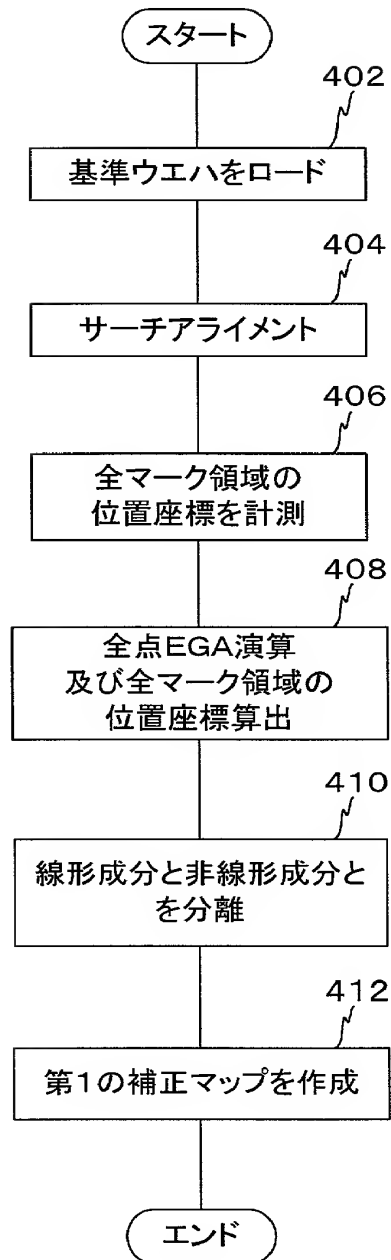 スタート
402
基準ウエハをロード
404
サーチアライメント
406
全マーク領域の
位置座標を計測
408
全点EGA演算
及び全マーク領域の
位置座標算出
410
線形成分と非線形成分と
を分離
412
第1の補正マップを作成
エンド